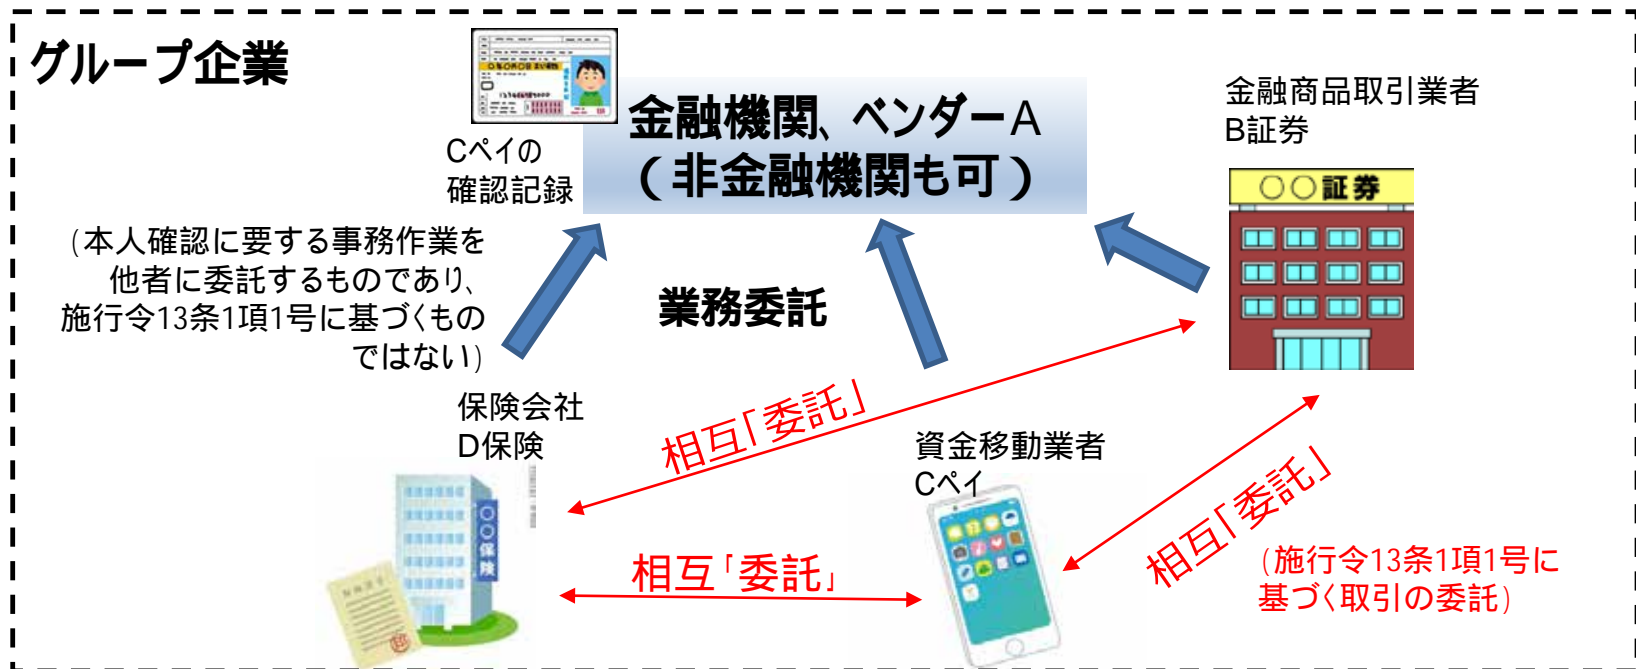 グループ企業
金融機関、ベンダーA
(非金融機関も可)
Cペイの
確認記録
金融商品取引業者
B証券
〇〇証券
(本人確認に要する事務作業を
他者に委託するものであり、
施行令13条1項1号に基づくもの
ではない)
業務委託
保険会社
D保険
相互「委託」
資金移動業者
Cペイ
相互「委託」
〇〇保険
相互「委託」
(施行令13条1項1号に
基づく取引の委託)